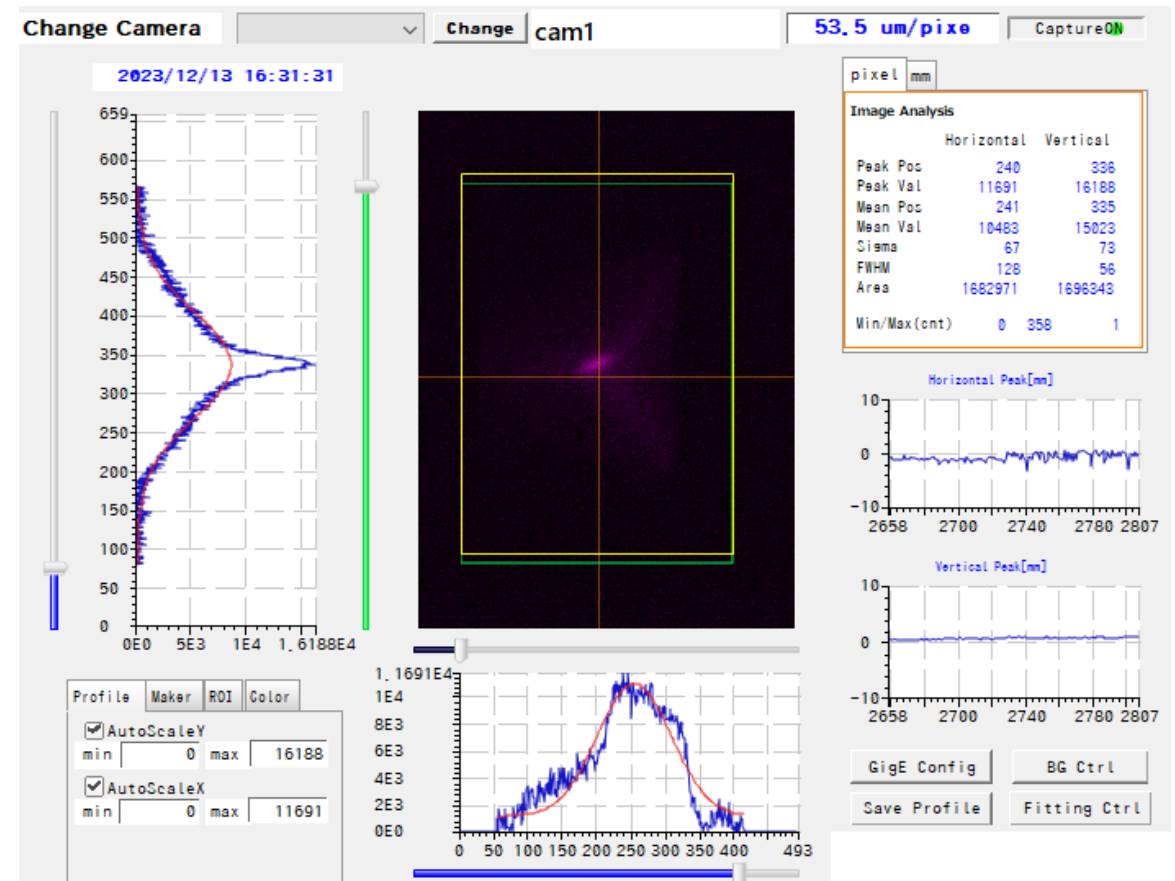 Change Camera Change cam1 53.5 um/pixe CaptureON
2023/12/13 16:31:31
pixel mm
Image Analysis
Horizontal Vertical
Peak Pos 240 336
Peak Val 11691 16188
Mean Pos 241 335
Mean Val 10483 15023
Sigma 67 73
FWHM 128 56
Area 1682971 1696343
Min/Max(cnt) 0 358 1
659
600
550
500
450
400
350
300
250
200
150
100
50
0
0E0 5E3 1E4 1.6188E4
Horizontal Peak[mm]
10
0
-10
2658 2700 2740 2780 2807
Vertical Peak[mm]
10
0
-10
2658 2700 2740 2780 2807
1.1691E4
1E4
8E3
6E3
4E3
2E3
0E0
0 50 100 150 200 250 300 350 400 493
Profile Maker ROI Color
AutoScaleY
min 0 max 16188
AutoScaleX
min 0 max 11691
GigE Config BG Ctrl
Save Profile Fitting Ctrl